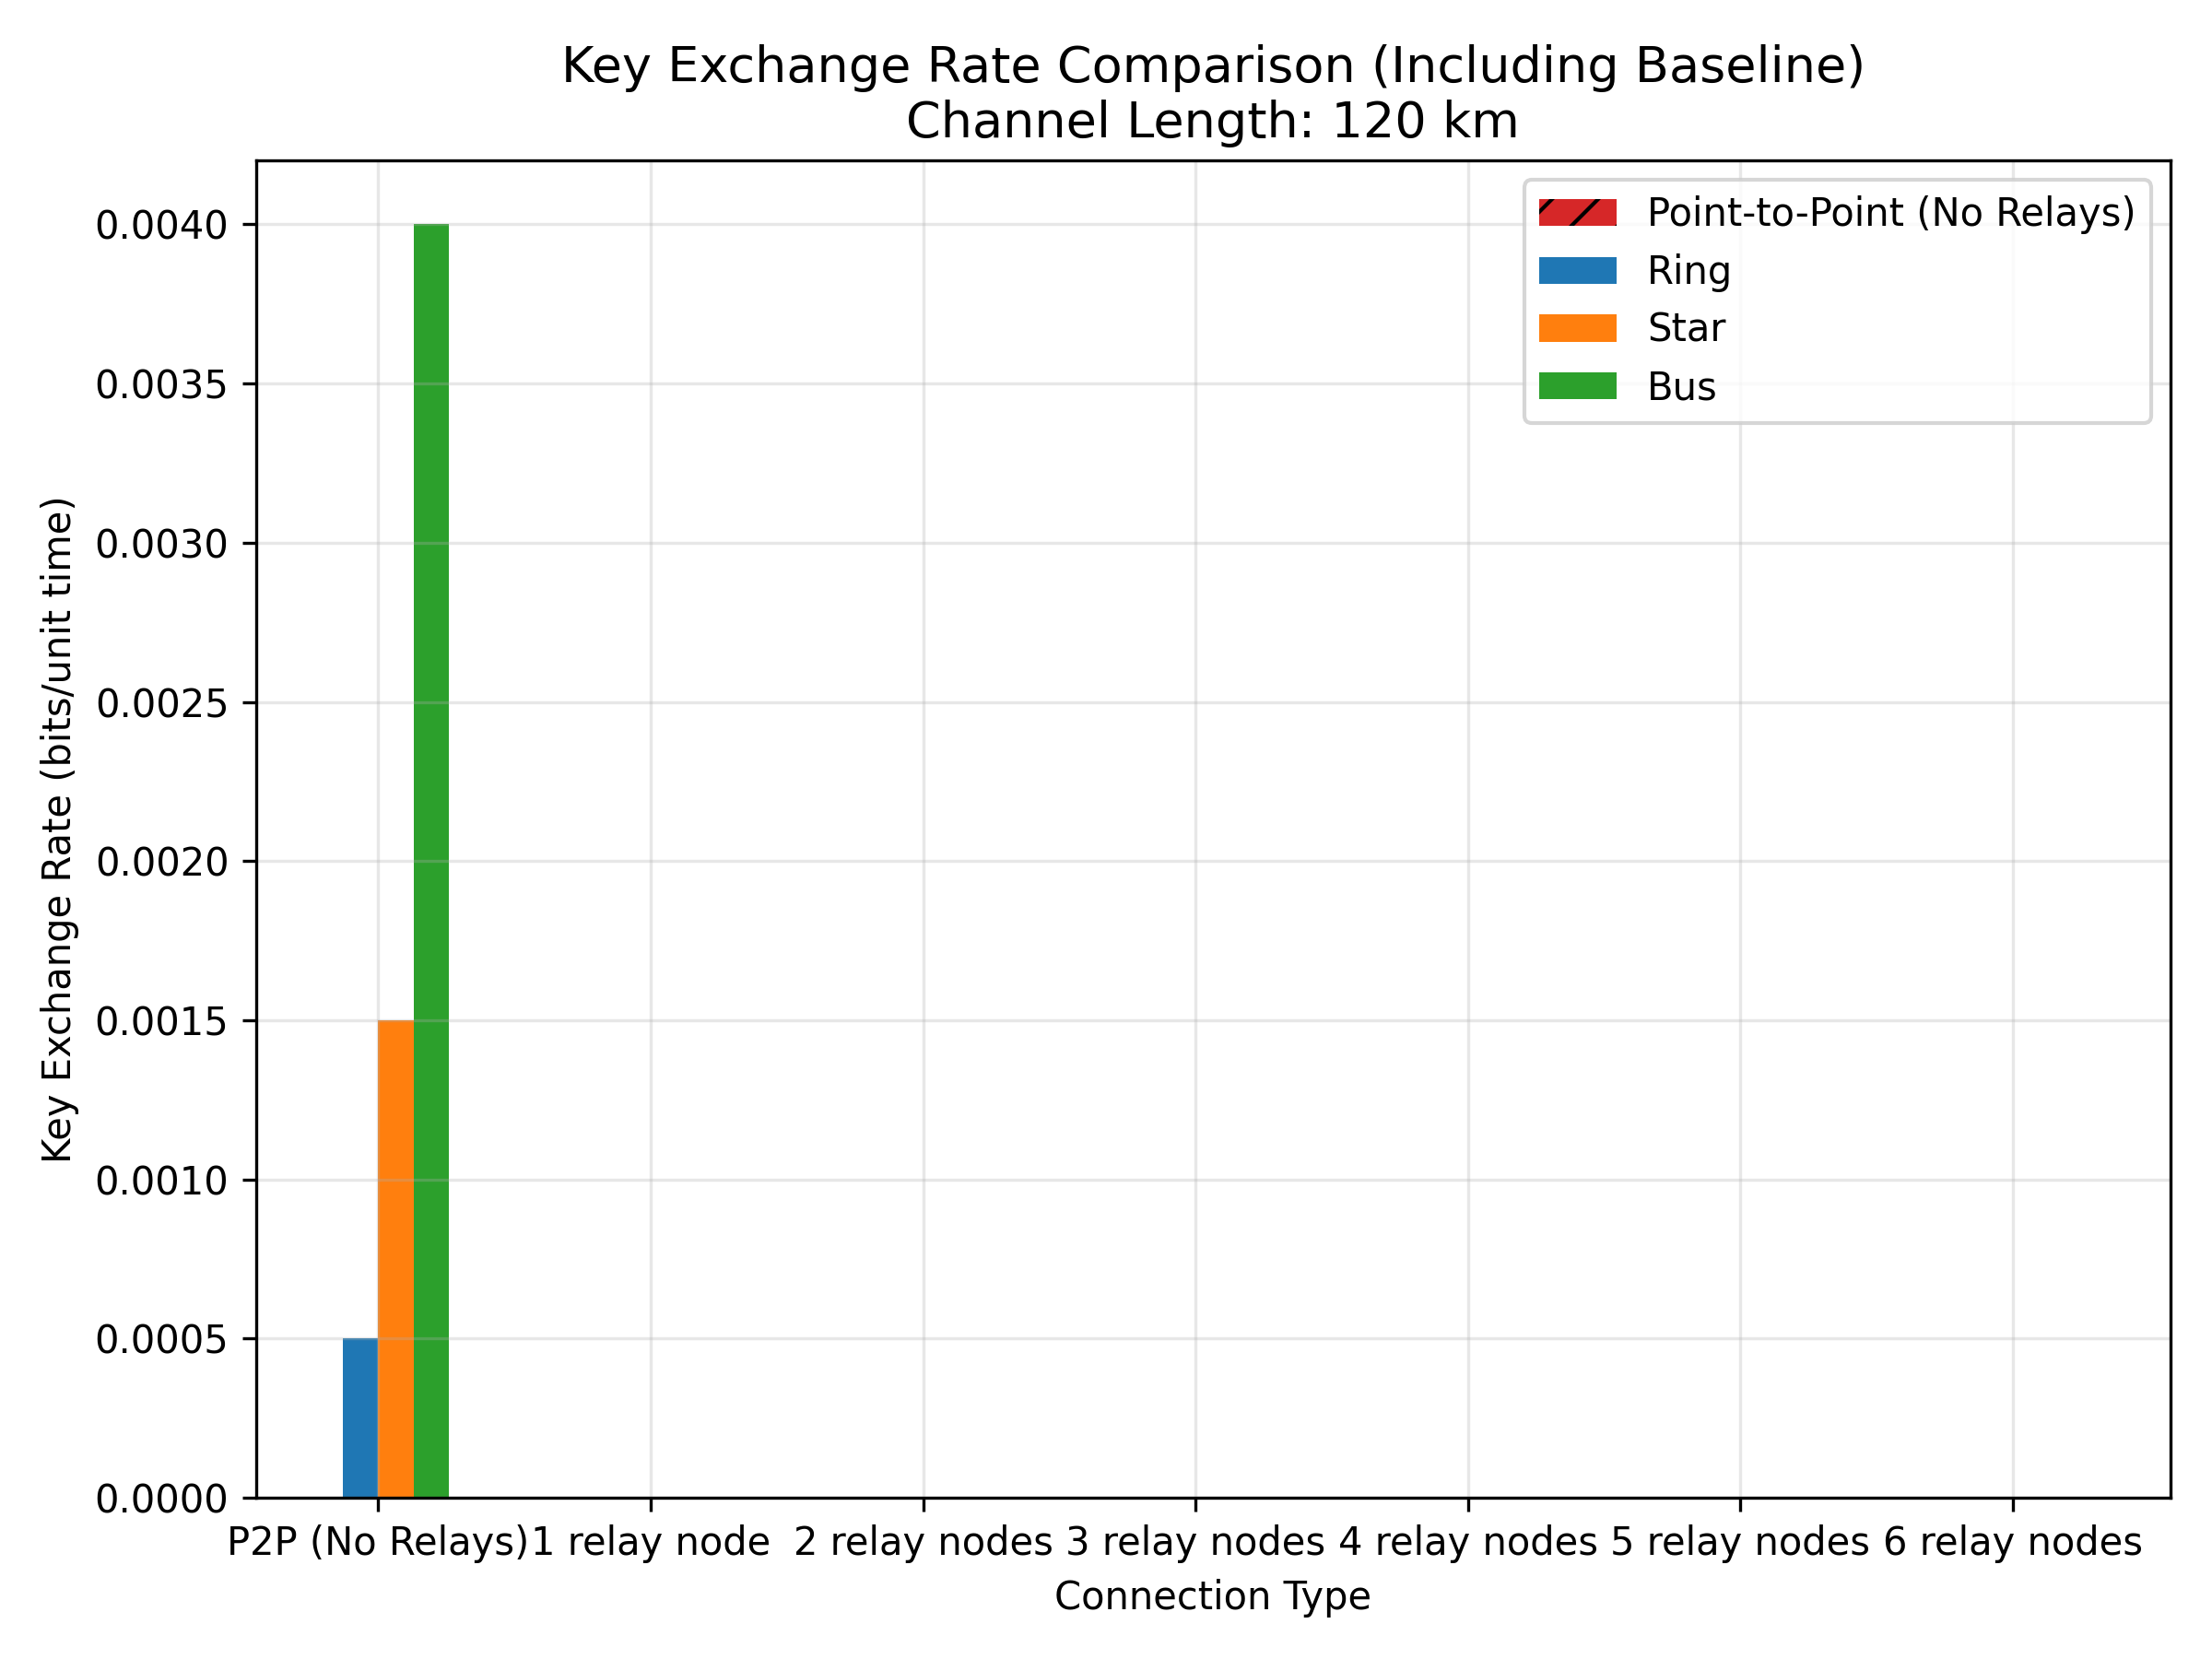 Key Exchange Rate Comparison (Including Baseline)
Channel Length: 120 km
Point-to-Point (No Relays)
Ring
Star
Bus
Key Exchange Rate (bits/unit time)
0.0040
0.0035
0.0030
0.0025
0.0020
0.0015
0.0010
0.0005
0.0000
P2P (No Relays) 1 relay node 2 relay nodes 3 relay nodes 4 relay nodes 5 relay nodes 6 relay nodes
Connection Type